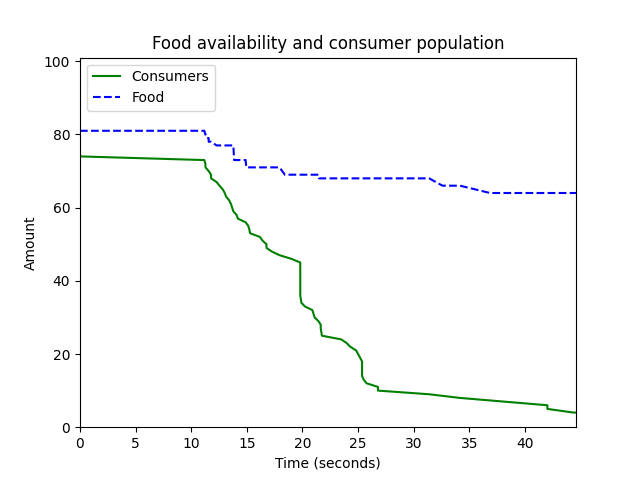 Food availability and consumer population
Consumers
Food
Amount
100
80
60
40
20
0
0 5 10 15 20 25 30 35 40
Time (seconds)